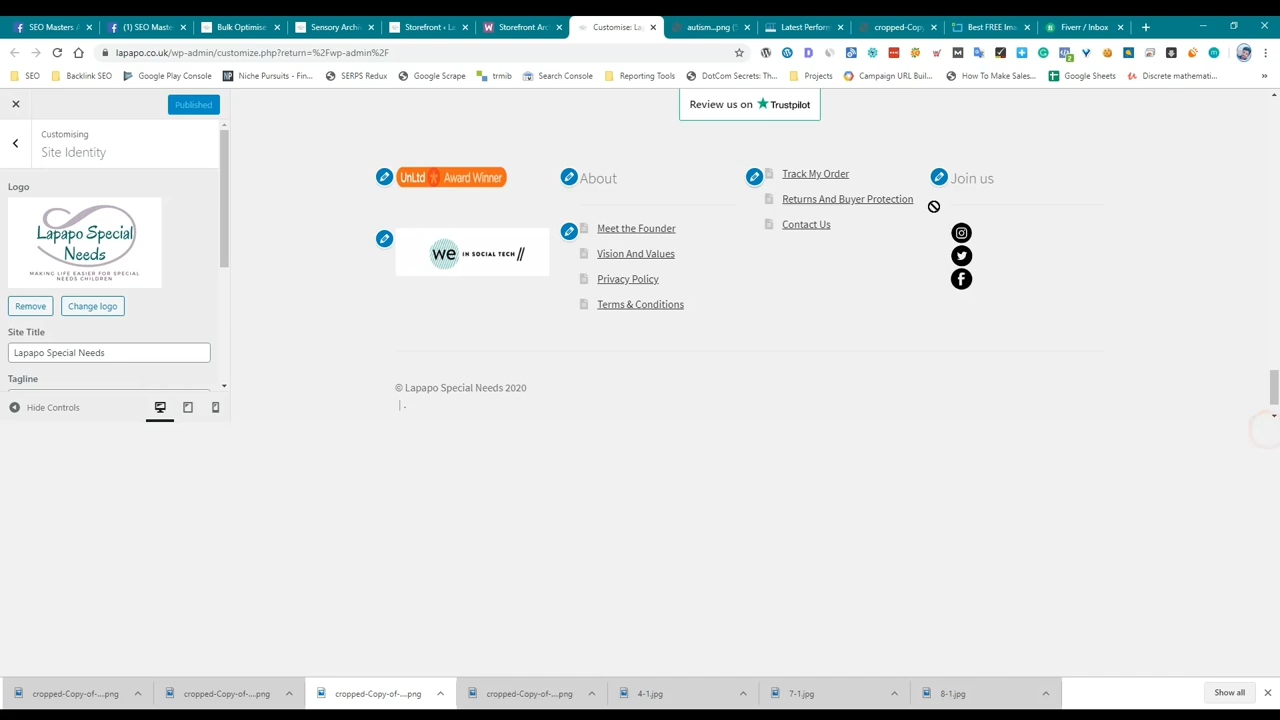 SEO Masters A
(1) SEO Mast
Bulk Optimise
Sensory Archi
Storefront ‹ L
Storefront Arc
Customise: La
autism...png (5
Latest Perform
cropped-Copy
Best FREE Ima
Fiverr / Inbox
lapapo.co.uk/wp-admin/customize.php?return=%2Fwp-admin%2F
SEO
Backlink SEO
Google Play Console
Niche Pursuits - Fin...
SERPS Redux
Google Scrape
trmib
Search Console
Reporting Tools
DotCom Secrets: Th...
Projects
Campaign URL Buil...
How To Make Sales...
Google Sheets
Discrete mathemati...
Published
Customising
Site Identity
Logo
Lapapo Special
Needs
MAKING LIFE EASIER FOR SPECIAL
NEEDS CHILDREN
Remove
Change logo
Site Title
Lapapo Special Needs
Tagline
Hide Controls
Review us on Trustpilot
UnLtd Award Winner
we IN SOCIAL TECH //
About
Meet the Founder
Vision And Values
Privacy Policy
Terms & Conditions
Track My Order
Returns And Buyer Protection
Contact Us
Join us
© Lapapo Special Needs 2020
| .
cropped-Copy-of-....png
cropped-Copy-of-....png
cropped-Copy-of-....png
cropped-Copy-of-....png
4-1.jpg
7-1.jpg
8-1.jpg
Show all